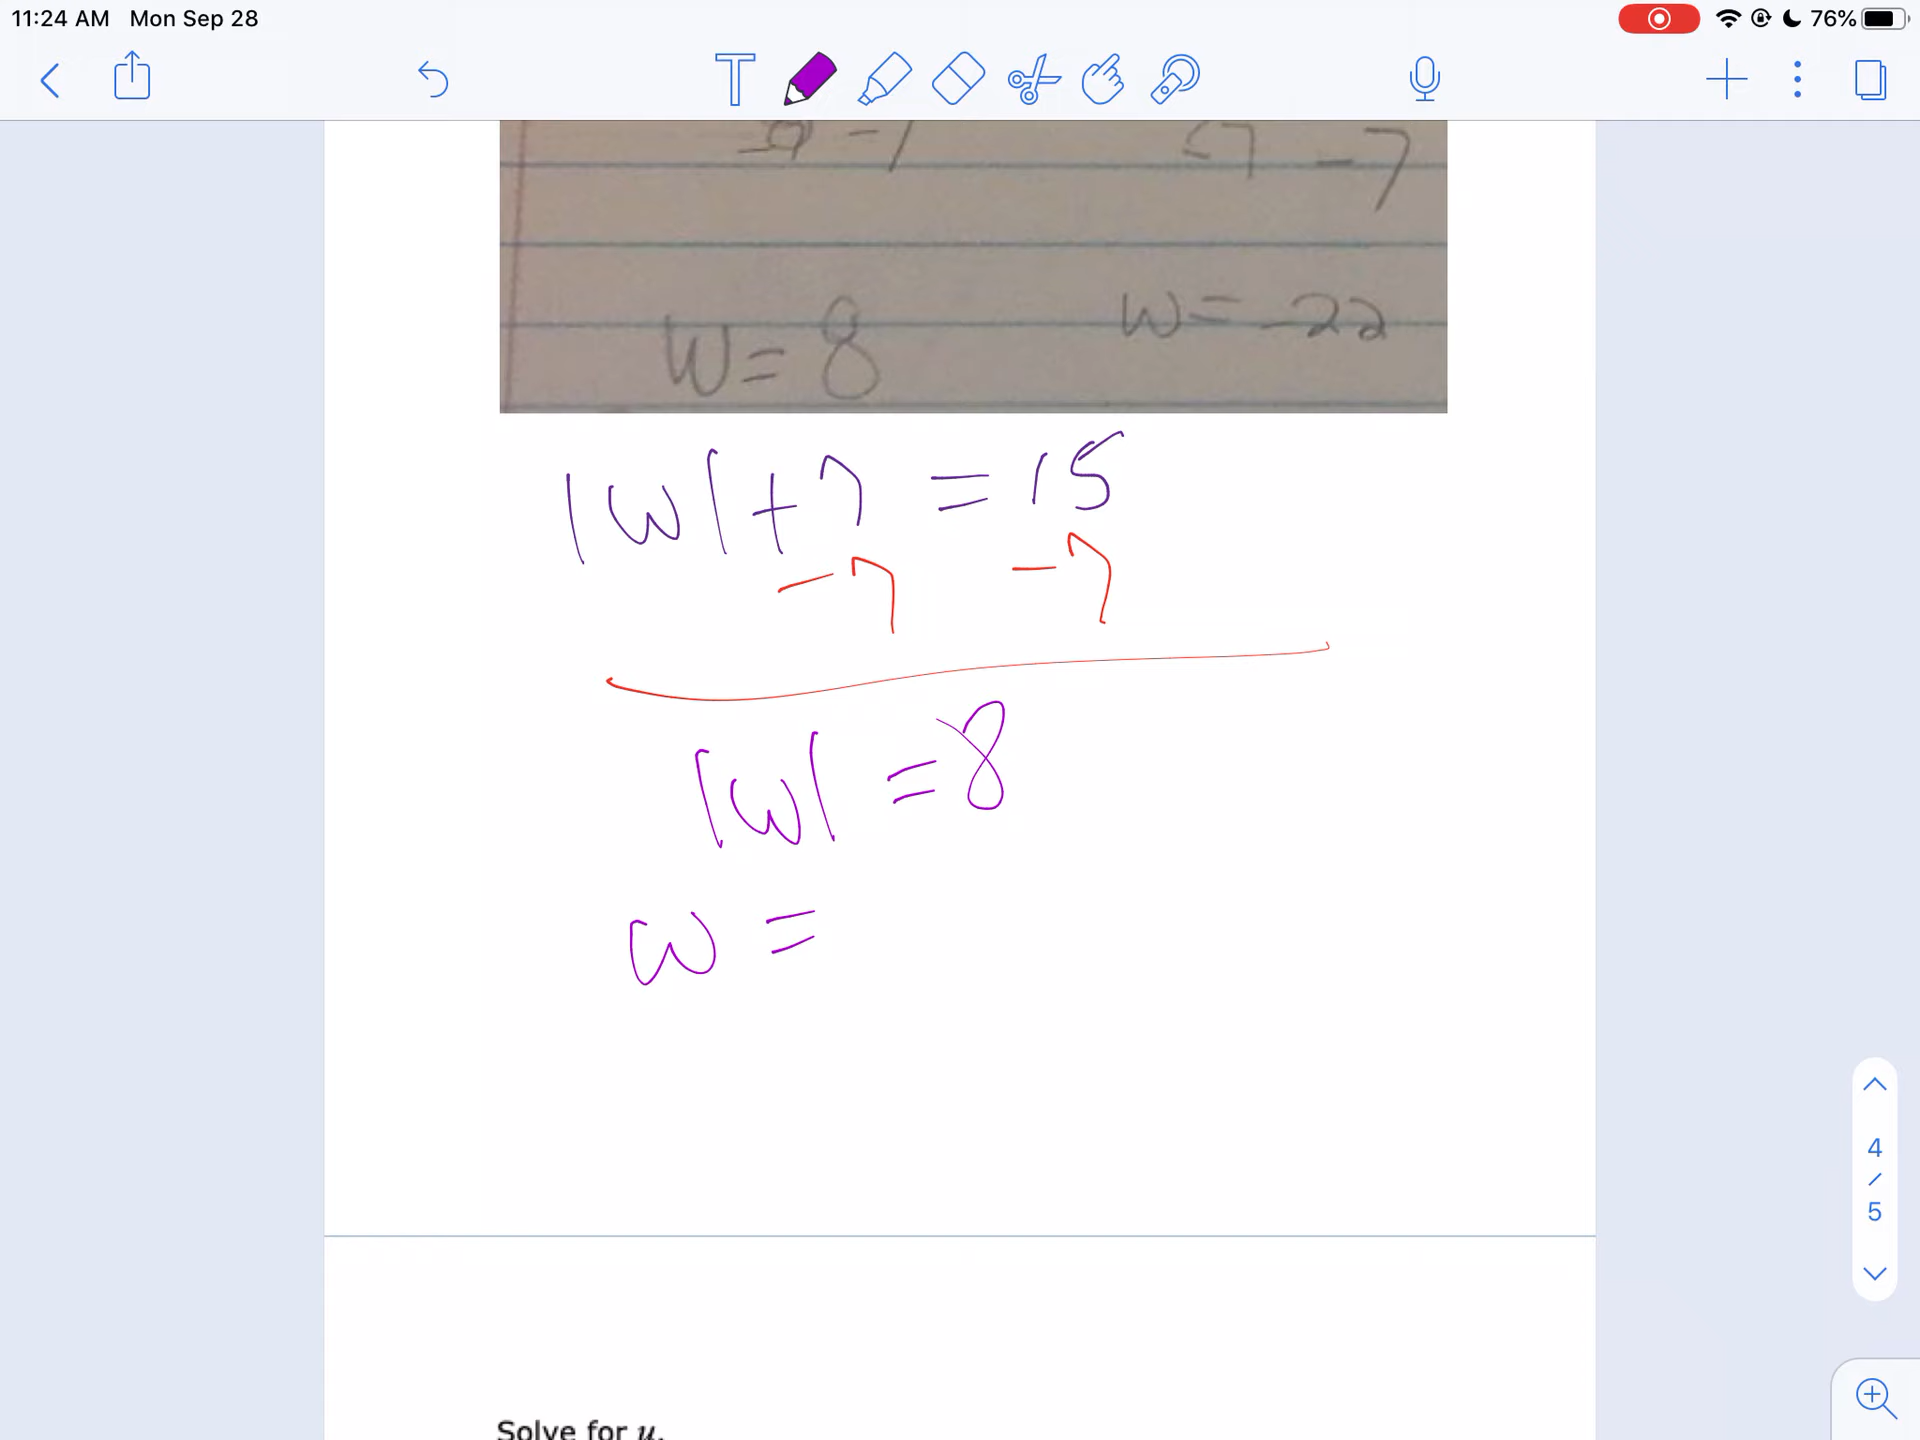 11:24 AM Mon Sep 28
76%
-7 -7
W = 8
W = -22
|w| + 7 = 15
-7 -7
|w| = 8
w =
4
/
5
Solve for u.